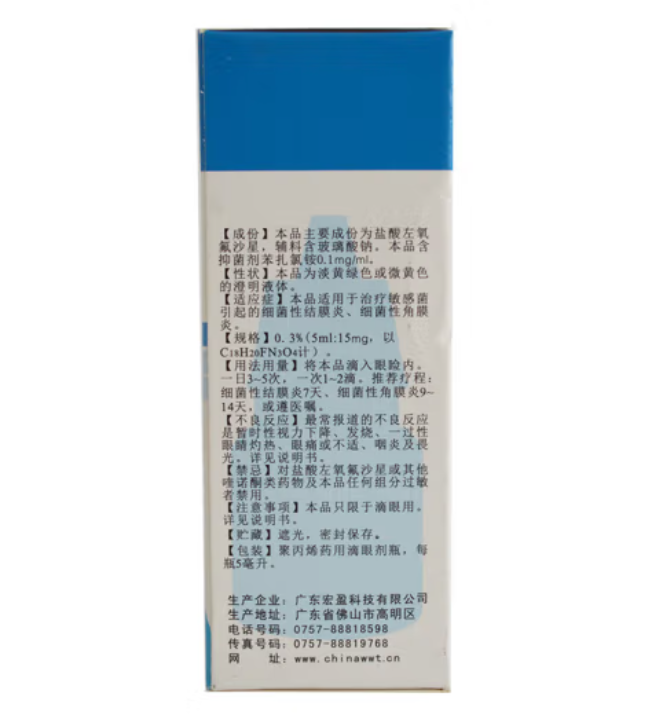 【成份】本品主要成份为盐酸左氧
氟沙星，辅料含玻璃酸钠。本品含
抑菌剂苯扎氯铵0.1mg/ml。
【性状】本品为淡黄绿色或微黄色
的澄明液体。
【适应症】本品适用于治疗敏感菌
引起的细菌性结膜炎、细菌性角膜
炎。
【规格】0.3%(5ml:15mg，以
C18H20FN3O4计）。
【用法用量】将本品滴入眼睑内。
一日3~5次，一次1~2滴。推荐疗程：
细菌性结膜炎7天、细菌性角膜炎9~
14天，或遵医嘱。
【不良反应】最常报道的不良反应
是暂时性视力下降、发烧、一过性
眼睛灼热、眼痛或不适、咽炎及畏
光。详见说明书。
【禁忌】对盐酸左氧氟沙星或其他
喹诺酮类药物及本品任何组分过敏
者禁用。
【注意事项】本品只限于滴眼用。
详见说明书。
【贮藏】遮光，密封保存。
【包装】聚丙烯药用滴眼剂瓶，每
瓶5毫升。
生产企业：广东宏盈科技有限公司
生产地址：广东省佛山市高明区
电话号码：0757-88818598
传真号码：0757-88819768
网　　址：www.chinawwt.cn